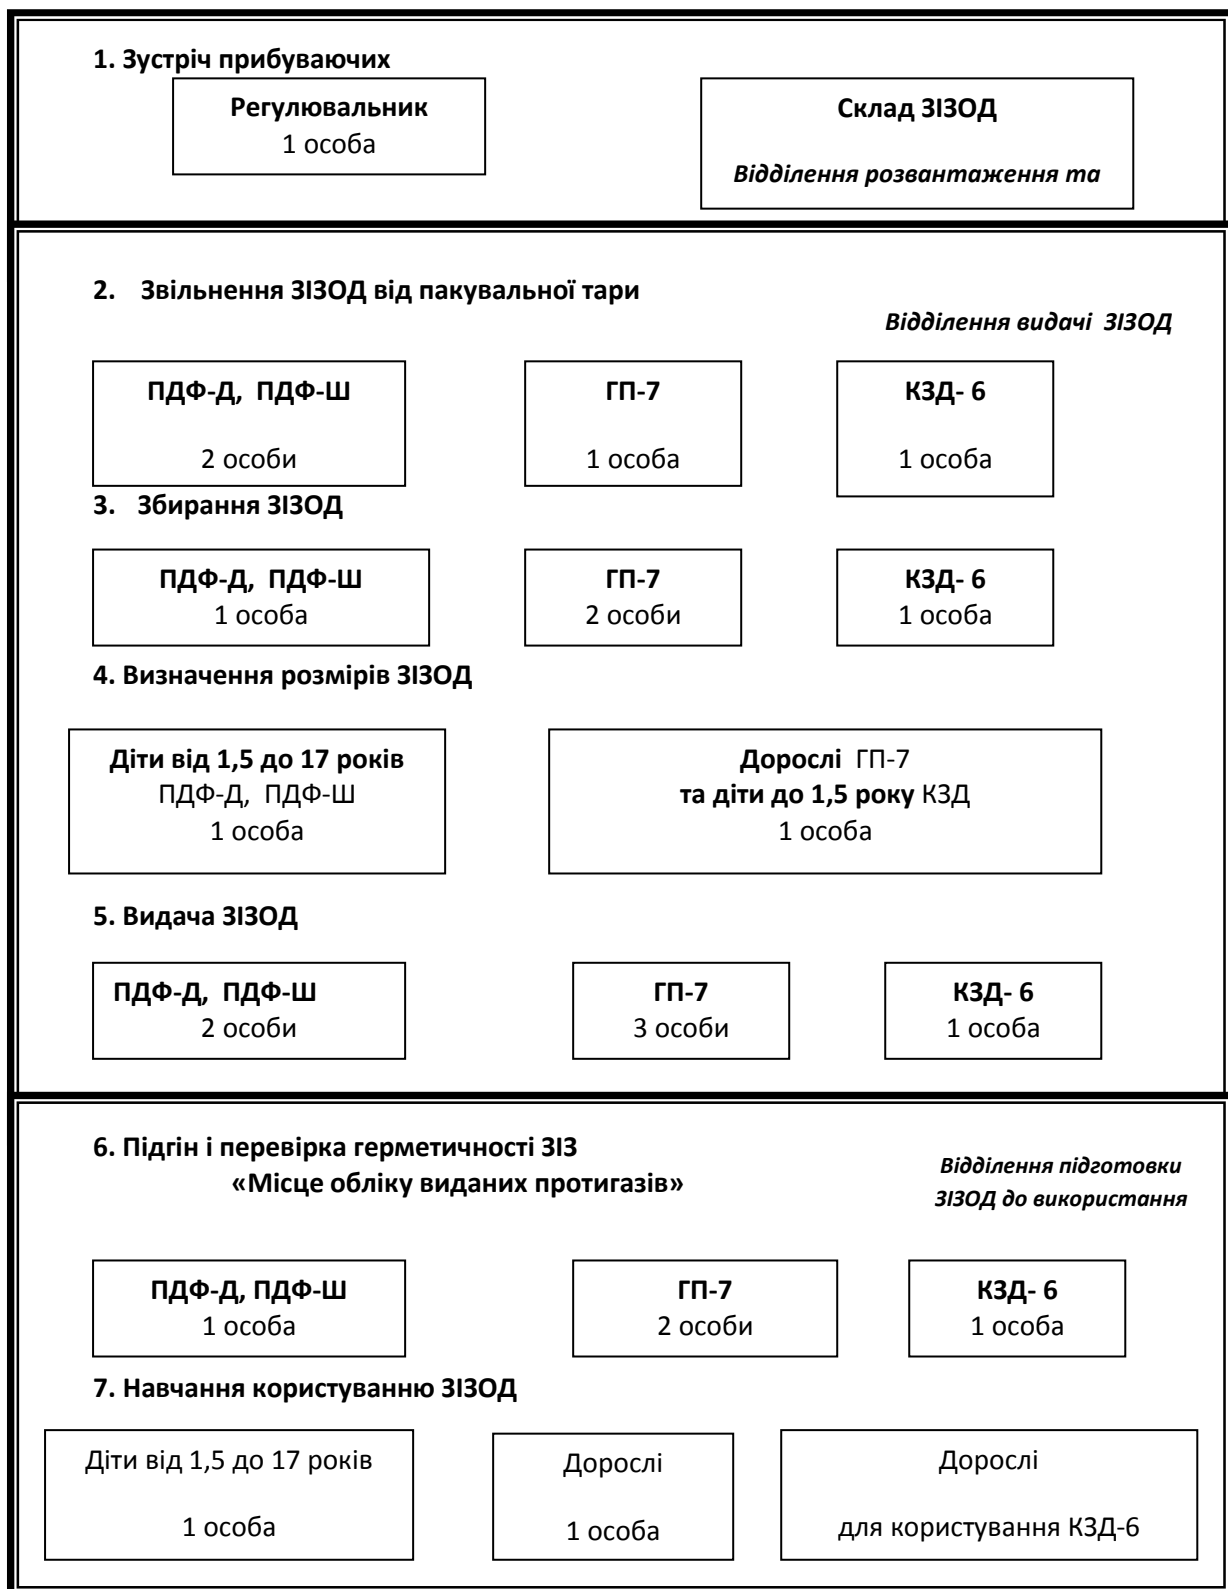 1. Зустріч прибуваючих
Регулювальник
1 особа
Склад ЗІЗОД
Відділення розвантаження та
2. Звільнення ЗІЗОД від пакувальної тари
Відділення видачі ЗІЗОД
ПДФ-Д, ПДФ-Ш
2 особи
ГП-7
1 особа
КЗД- 6
1 особа
3. Збирання ЗІЗОД
ПДФ-Д, ПДФ-Ш
1 особа
ГП-7
2 особи
КЗД- 6
1 особа
4. Визначення розмірів ЗІЗОД
Діти від 1,5 до 17 років
ПДФ-Д, ПДФ-Ш
1 особа
Дорослі ГП-7
та діти до 1,5 року КЗД
1 особа
5. Видача ЗІЗОД
ПДФ-Д, ПДФ-Ш
2 особи
ГП-7
3 особи
КЗД- 6
1 особа
6. Підгін і перевірка герметичності ЗІЗ
«Місце обліку виданих протигазів»
Відділення підготовки
ЗІЗОД до використання
ПДФ-Д, ПДФ-Ш
1 особа
ГП-7
2 особи
КЗД- 6
1 особа
7. Навчання користуванню ЗІЗОД
Діти від 1,5 до 17 років
1 особа
Дорослі
1 особа
Дорослі
для користування КЗД-6